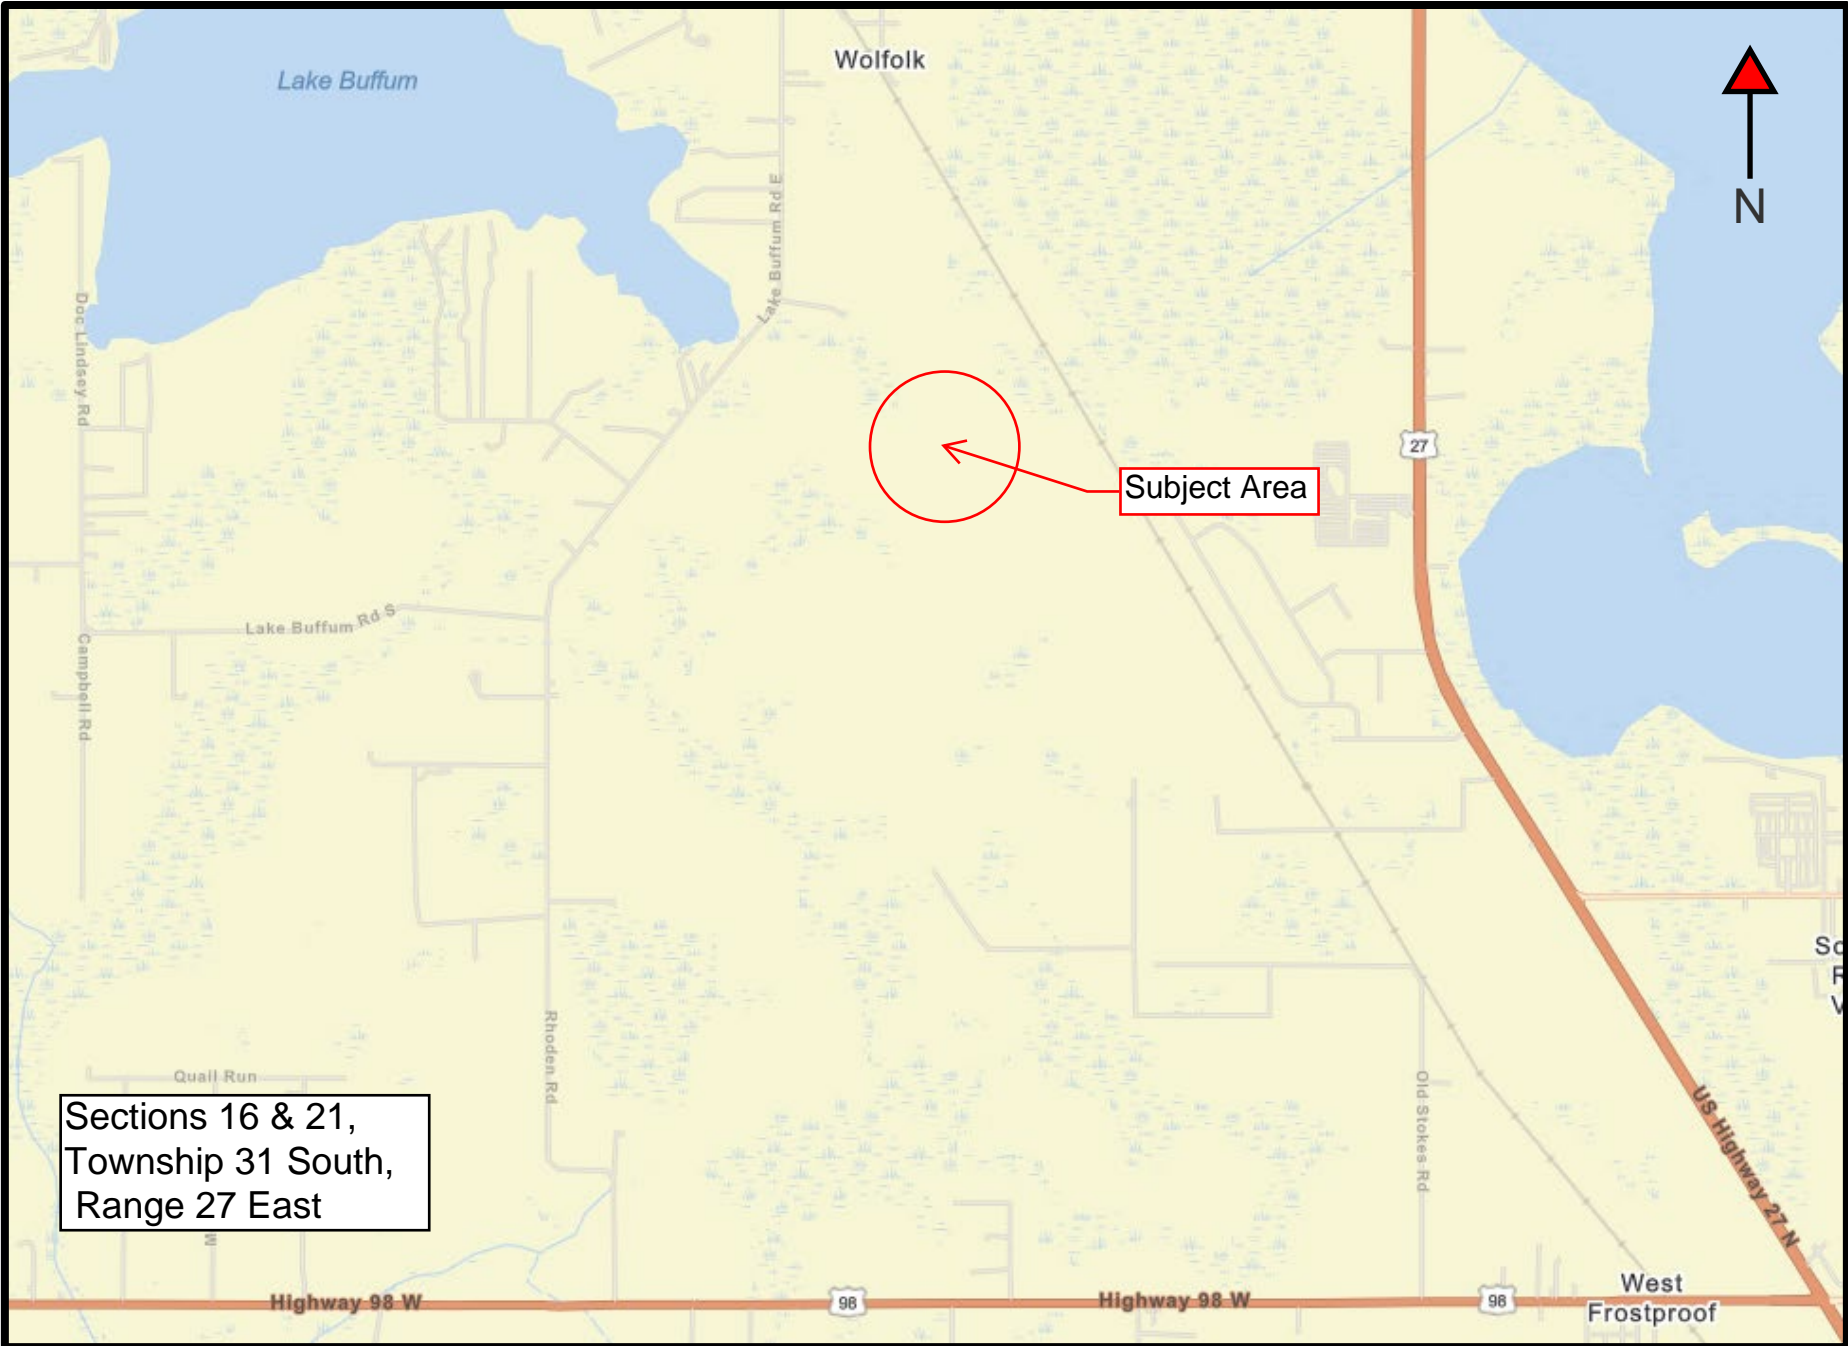 Wolfolk
Lake Buffum
N
Lake Buffum Rd E
Doc Lindsey Rd
27
Subject Area
Lake Buffum Rd S
Campbell Rd
Rhoden Rd
Quail Run
Sections 16 & 21,
Township 31 South,
Range 27 East
W
Old Stokes Rd
US Highway 27 N
Highway 98 W
98
Highway 98 W
98
West
Frostproof